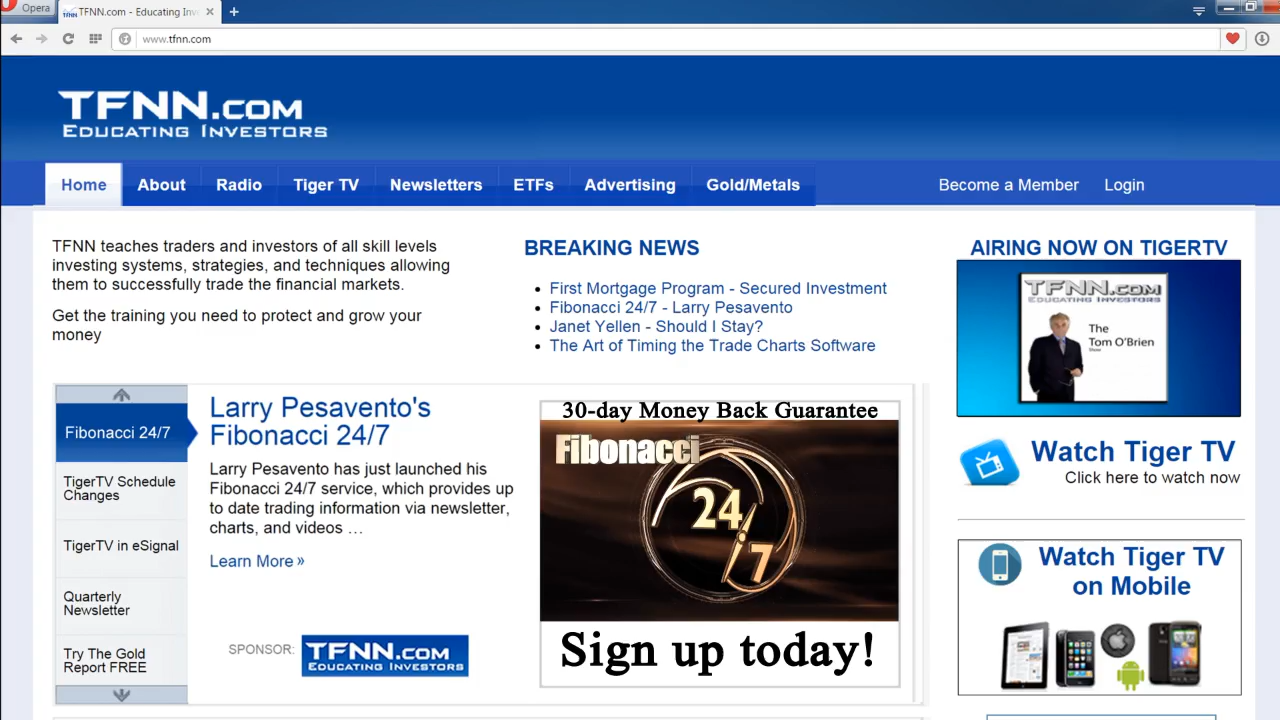 Opera
TFNN.com - Educating Inv
www.tfnn.com
TFNN.COM
EDUCATING INVESTORS
Home
About
Radio
Tiger TV
Newsletters
ETFs
Advertising
Gold/Metals
Become a Member
Login
TFNN teaches traders and investors of all skill levels
investing systems, strategies, and techniques allowing
them to successfully trade the financial markets.
Get the training you need to protect and grow your
money
BREAKING NEWS
First Mortgage Program - Secured Investment
Fibonacci 24/7 - Larry Pesavento
Janet Yellen - Should I Stay?
The Art of Timing the Trade Charts Software
AIRING NOW ON TIGERTV
TFNN.COM
EDUCATING INVESTORS
The
Tom O'Brien
Show
Watch Tiger TV
Click here to watch now
Watch Tiger TV
on Mobile
Fibonacci 24/7
TigerTV Schedule
Changes
TigerTV in eSignal
Quarterly
Newsletter
Try The Gold
Report FREE
Larry Pesavento's
Fibonacci 24/7
Larry Pesavento has just launched his
Fibonacci 24/7 service, which provides up
to date trading information via newsletter,
charts, and videos …
Learn More »
SPONSOR:
TFNN.COM
EDUCATING INVESTORS
30-day Money Back Guarantee
Fibonacci
24
7
Sign up today!